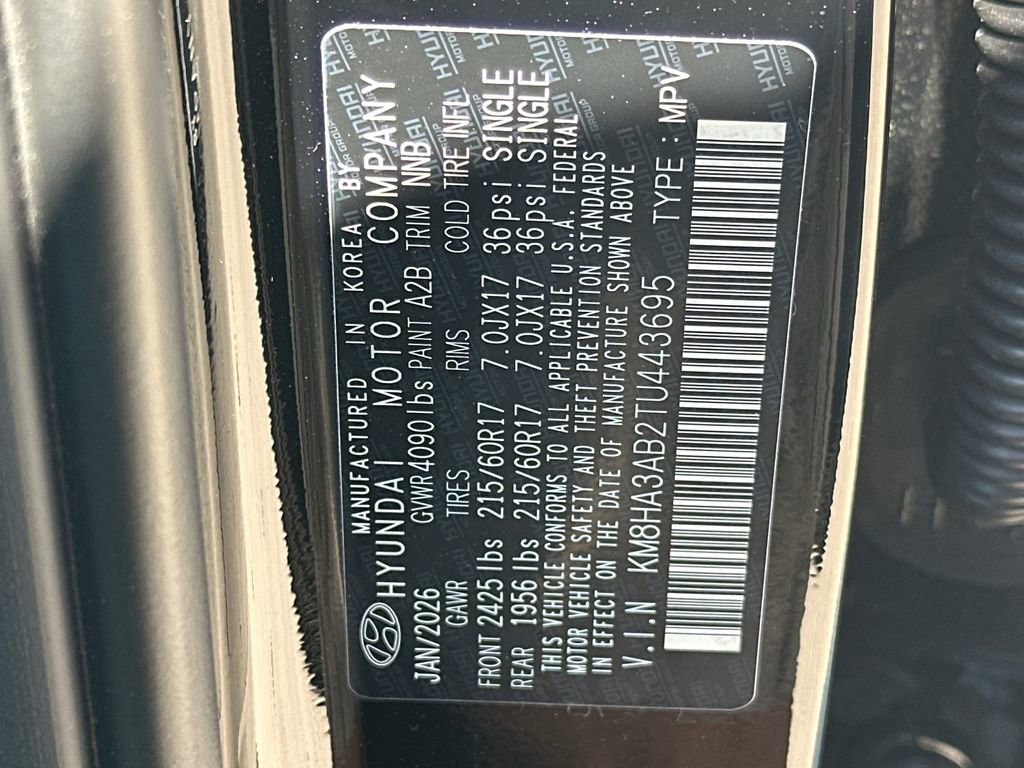 MANUFACTURED IN KOREA BY
HYUNDAI MOTOR COMPANY
JAN/2026 GWVR 4090lbs PAINT A2B TRIM NNB
GAWR TIRES RIMS COLD TIRE INFL
FRONT 2425 lbs 215/60R17 7.0JX17 36psi SINGLE
REAR 1956 lbs 215/60R17 7.0JX17 36psi SINGLE
THIS VEHICLE CONFORMS TO ALL APPLICABLE U.S.A. FEDERAL
MOTOR VEHICLE SAFETY AND THEFT PREVENTION STANDARDS
IN EFFECT ON THE DATE OF MANUFACTURE SHOWN ABOVE
V.I.N KM8HA3AB2TU443695 TYPE : MPV